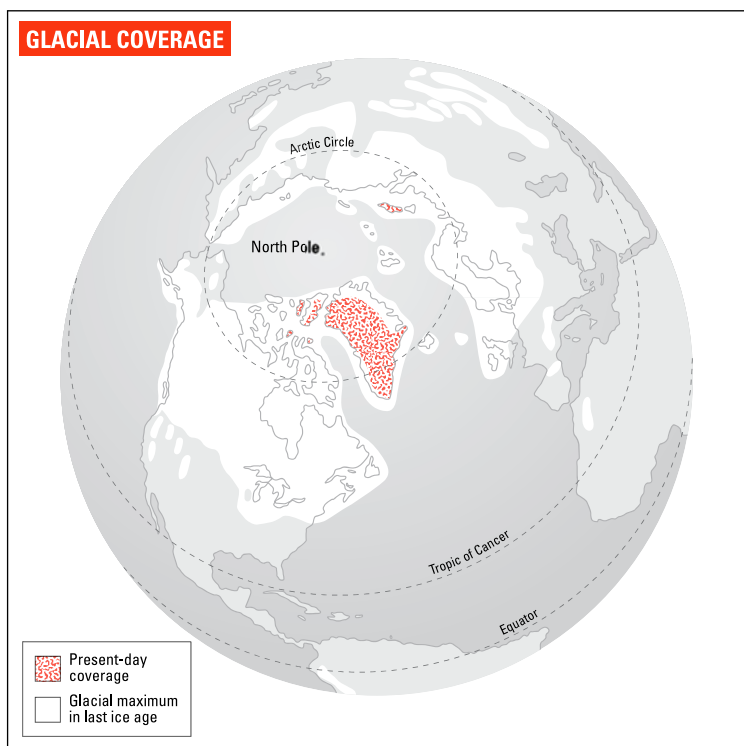 GLACIAL COVERAGE
Arctic Circle
North Pole
Tropic of Cancer
Equator
Present-day
coverage
Glacial maximum
in last ice age